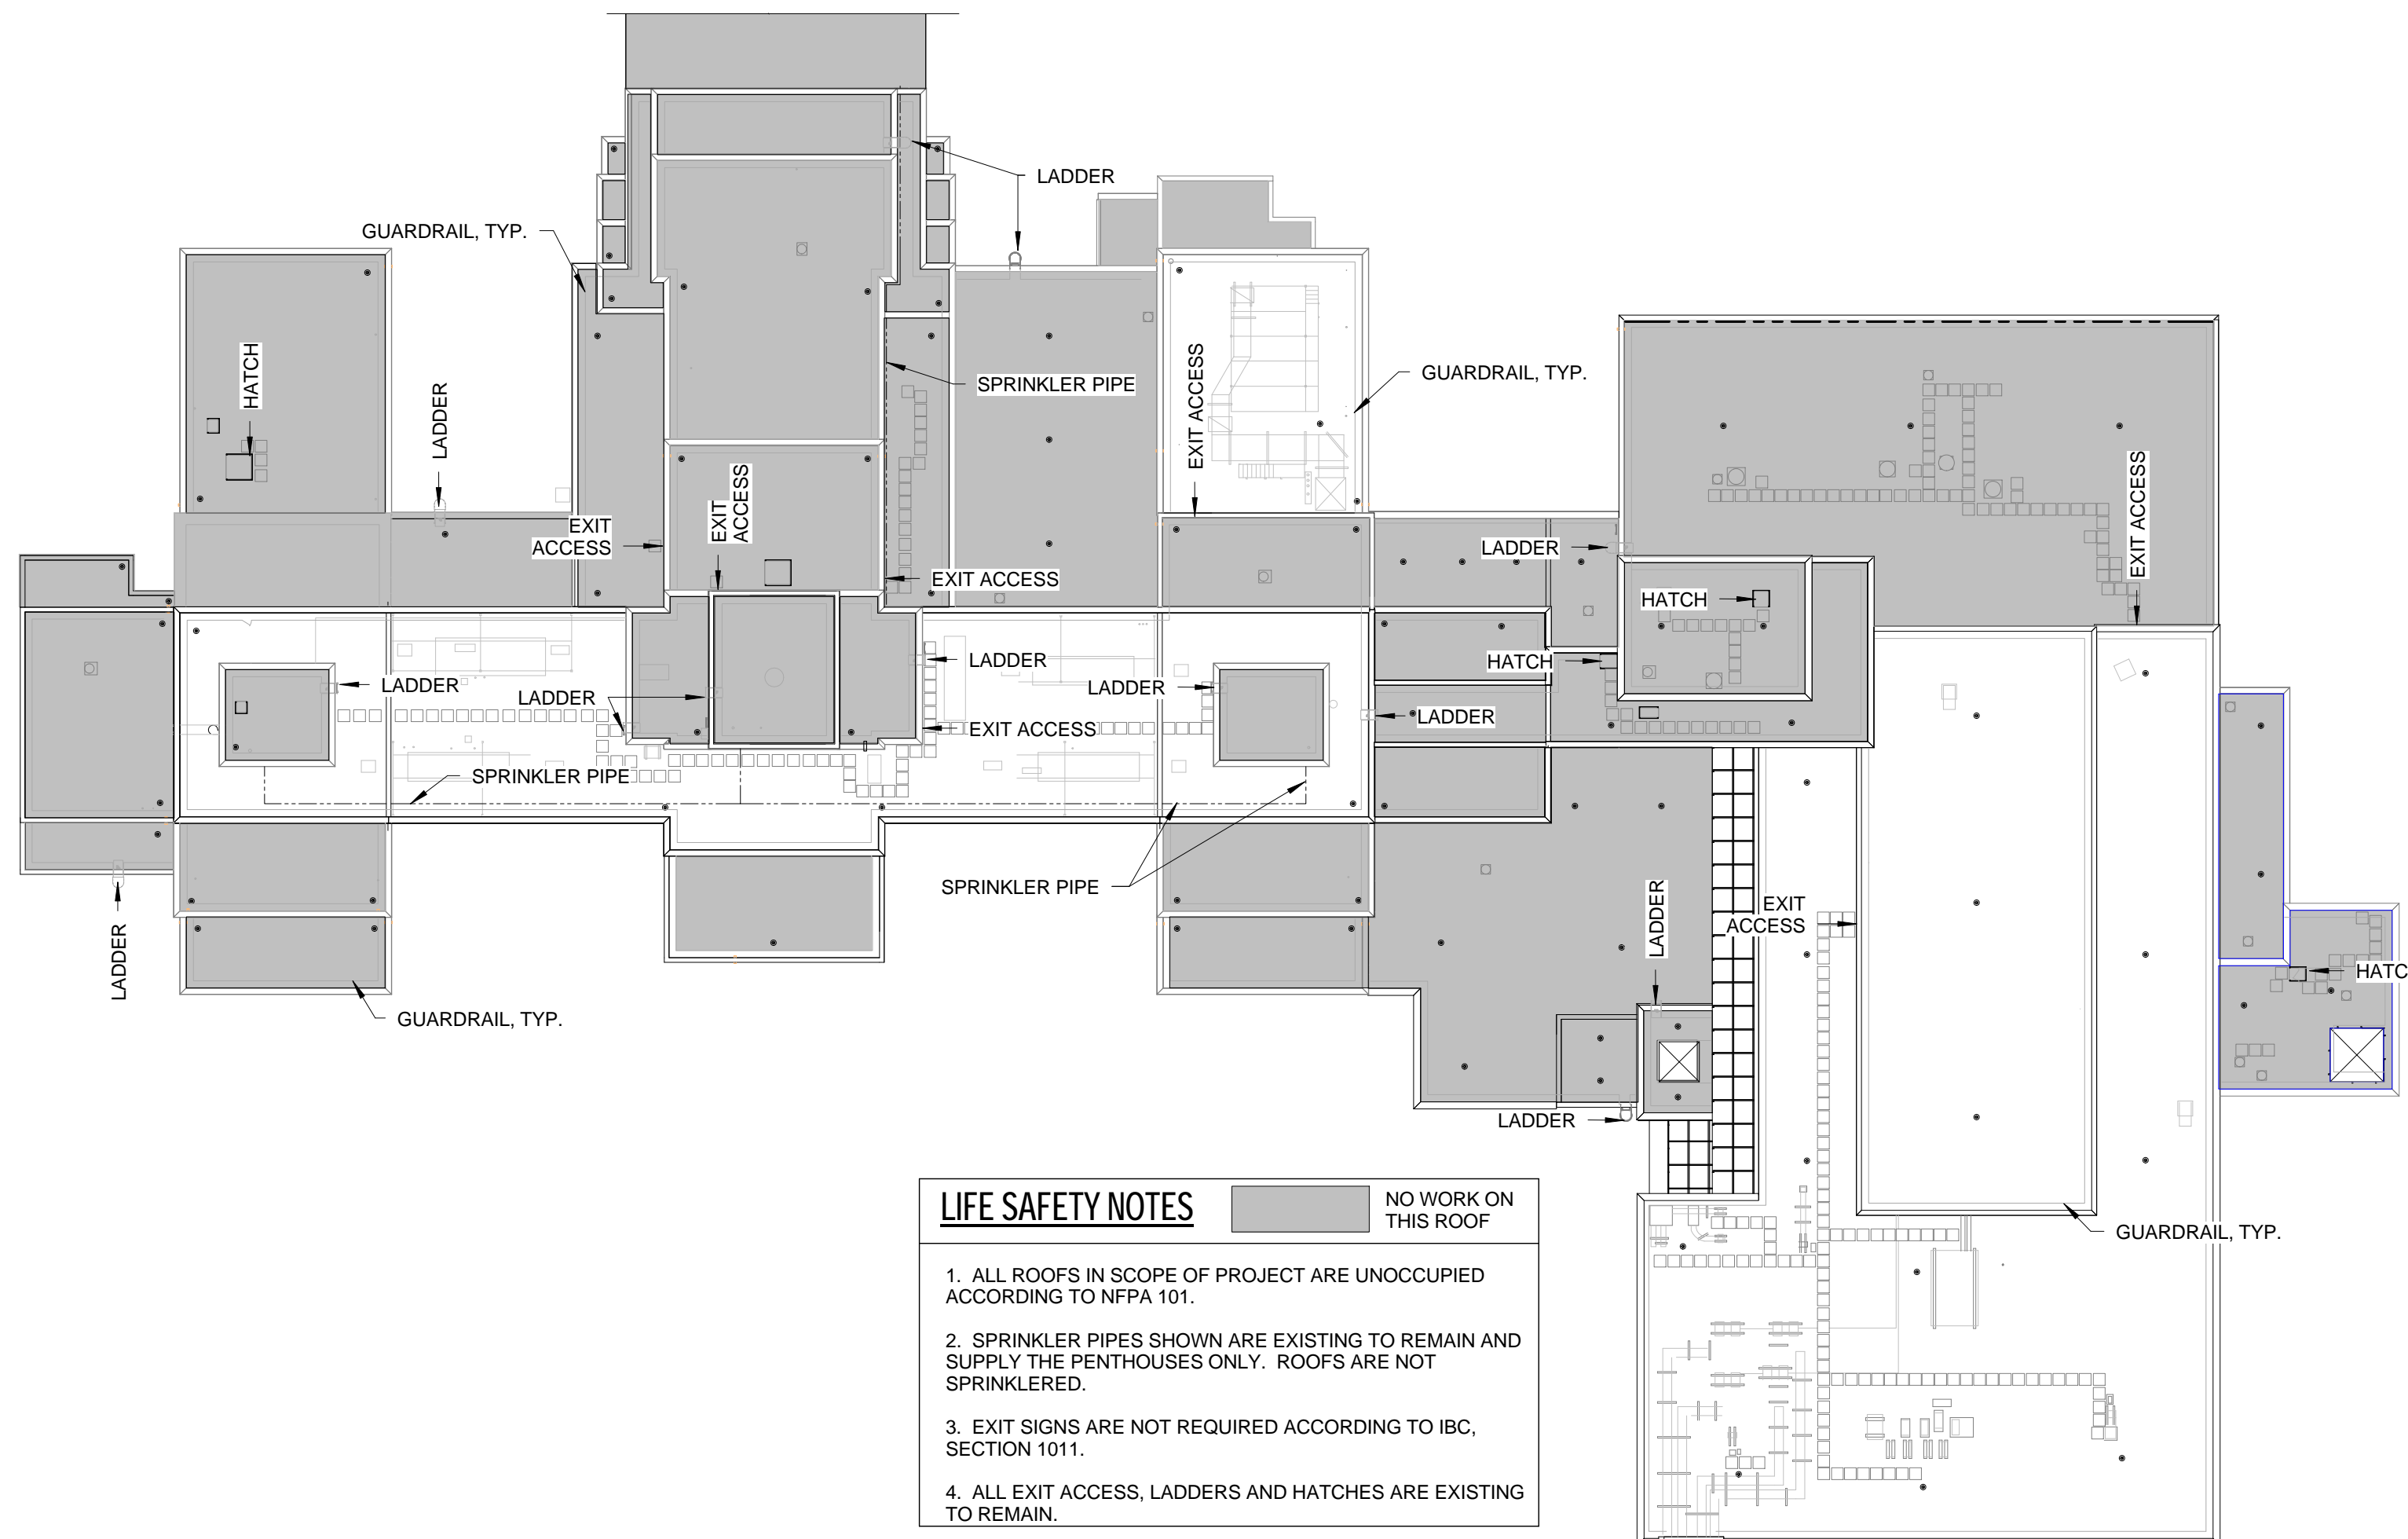 LADDER
GUARDRAIL, TYP.
HATCH
LADDER
SPRINKLER PIPE
EXIT ACCESS
GUARDRAIL, TYP.
EXIT
ACCESS
EXIT
ACCESS
EXIT ACCESS
LADDER
EXIT ACCESS
HATCH
HATCH
LADDER
LADDER
LADDER
LADDER
LADDER
EXIT ACCESS
SPRINKLER PIPE
SPRINKLER PIPE
LADDER
GUARDRAIL, TYP.
LADDER
EXIT
ACCESS
HATC
LADDER
GUARDRAIL, TYP.
LIFE SAFETY NOTES
NO WORK ON
THIS ROOF
1. ALL ROOFS IN SCOPE OF PROJECT ARE UNOCCUPIED
ACCORDING TO NFPA 101.
2. SPRINKLER PIPES SHOWN ARE EXISTING TO REMAIN AND
SUPPLY THE PENTHOUSES ONLY. ROOFS ARE NOT
SPRINKLERED.
3. EXIT SIGNS ARE NOT REQUIRED ACCORDING TO IBC,
SECTION 1011.
4. ALL EXIT ACCESS, LADDERS AND HATCHES ARE EXISTING
TO REMAIN.